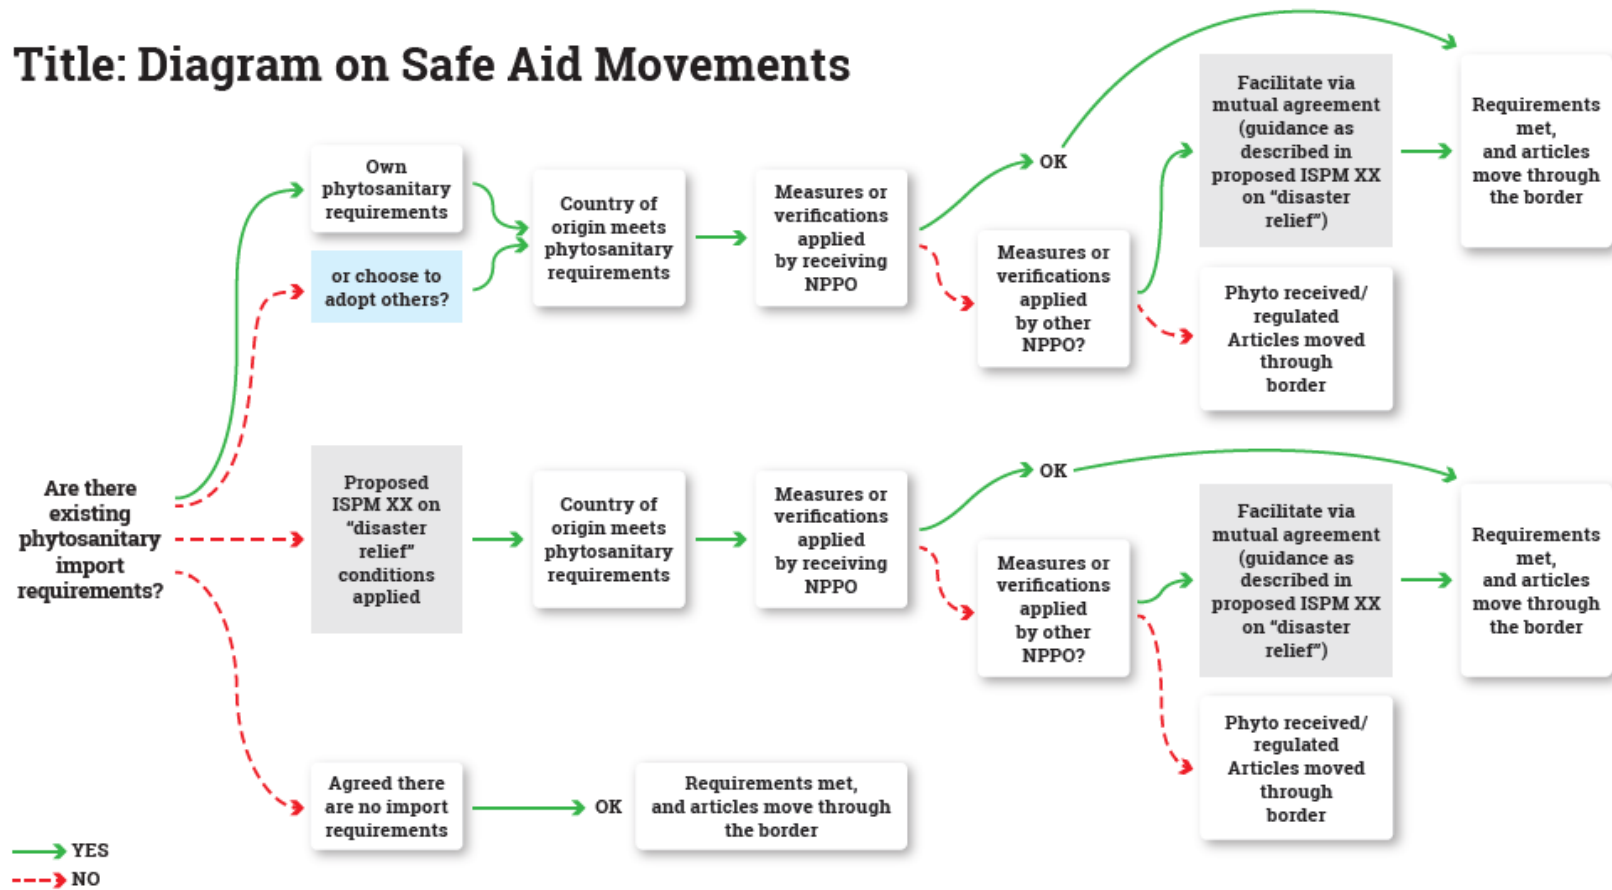 Title: Diagram on Safe Aid Movements
Are there
existing
phytosanitary
import
requirements?
Own
phytosanitary
requirements
or choose to
adopt others?
Country of
origin meets
phytosanitary
requirements
Measures or
verifications
applied
by receiving
NPPO
OK
Measures or
verifications
applied
by other
NPPO?
Facilitate via
mutual agreement
(guidance as
described in
proposed ISPM XX
on “disaster
relief”)
Phyto received/
regulated
Articles moved
through
border
Requirements
met,
and articles
move through
the border
Proposed
ISPM XX on
“disaster
relief”
conditions
applied
Country of
origin meets
phytosanitary
requirements
Measures or
verifications
applied
by receiving
NPPO
OK
Measures or
verifications
applied
by other
NPPO?
Facilitate via
mutual agreement
(guidance as
described in
proposed ISPM XX
on “disaster
relief”)
Phyto received/
regulated
Articles moved
through
border
Requirements
met,
and articles
move through
the border
Agreed there
are no import
requirements
OK
Requirements met,
and articles move through
the border
YES
NO